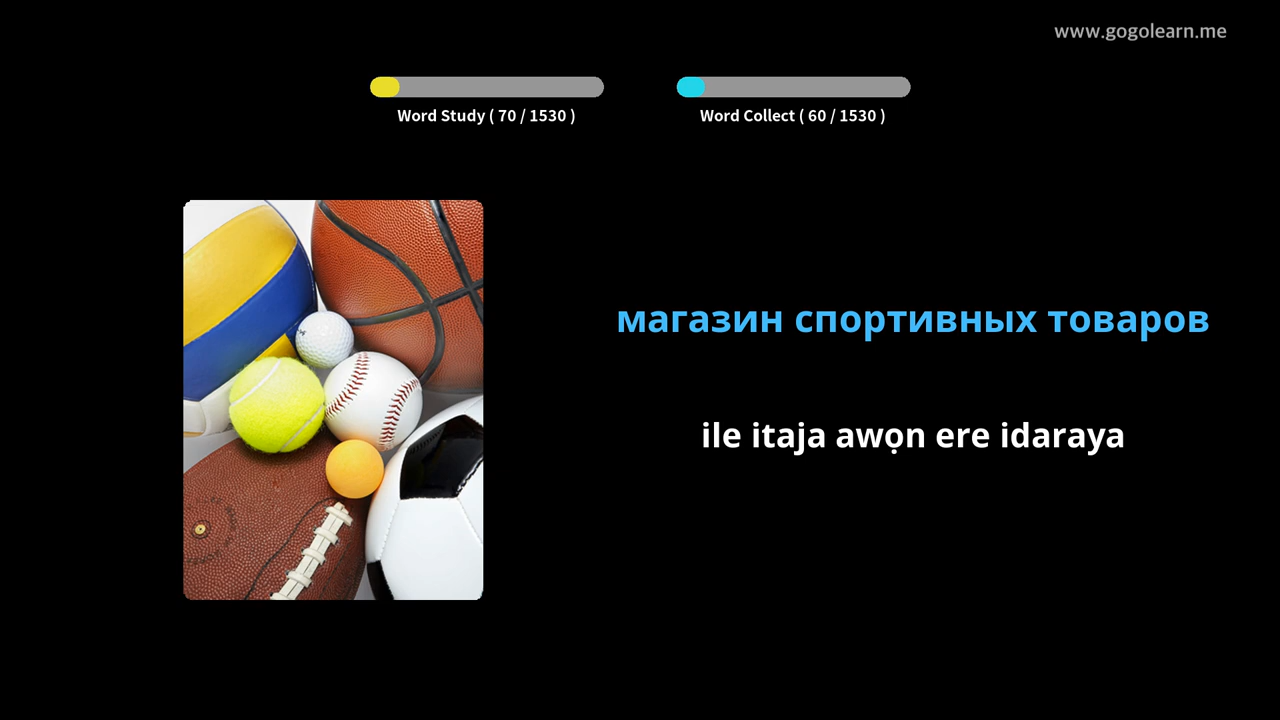 www.gogolearn.me
Word Study ( 70 / 1530 )
Word Collect ( 60 / 1530 )
магазин спортивных товаров
ile itaja awọn ere idaraya